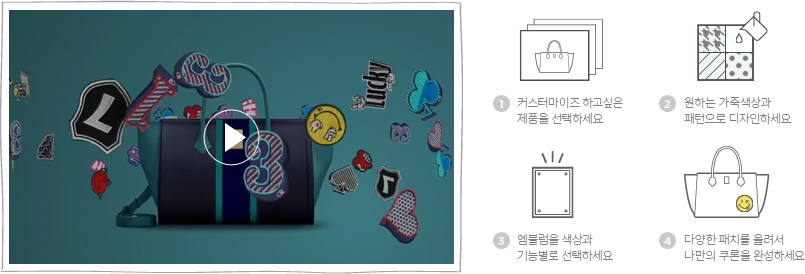 Lucky
7
3
3
1 커스터마이즈 하고싶은
제품을 선택하세요
2 원하는 가죽색상과
패턴으로 디자인하세요
3 엠블럼을 색상과
기능별로 선택하세요
4 다양한 패치를 올려서
나만의 쿠론을 완성하세요